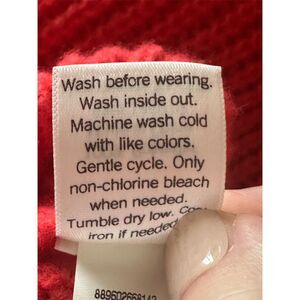 Wash before wearing.
Wash inside out.
Machine wash cold
with like colors.
Gentle cycle. Only
non-chlorine bleach
when needed.
Tumble dry low.
iron if needed